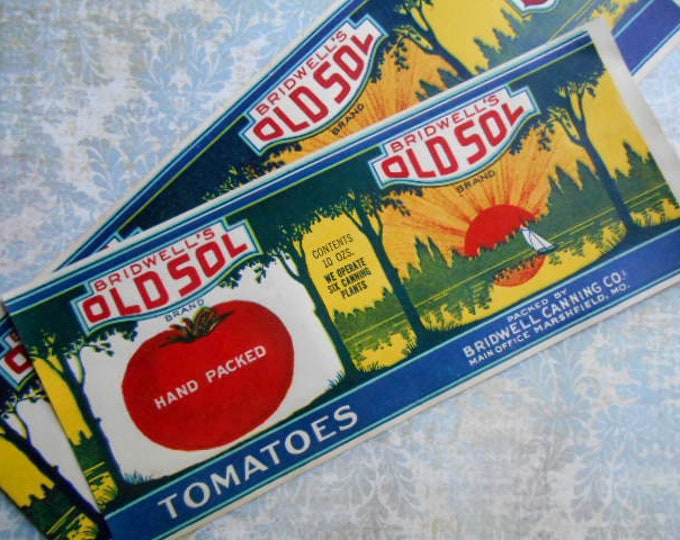 BRIDWELL'S
OLD SOL
BRAND
BRIDWELL'S
OLD SOL
BRAND
HAND PACKED
TOMATOES
CONTENTS
10 OZS.
WE OPERATE
SIX CANNING
PLANTS
BRIDWELL'S
OLD SOL
BRAND
PACKED BY
BRIDWELL CANNING CO.
MAIN OFFICE MARSHFIELD, MO.